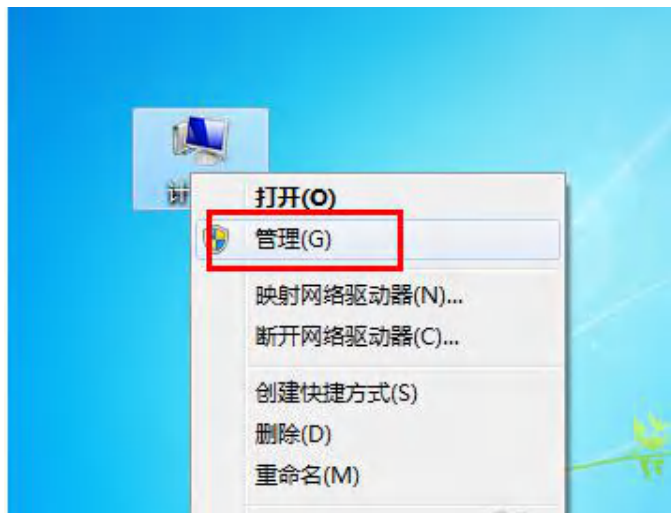 计
打开(O)
管理(G)
映射网络驱动器(N)...
断开网络驱动器(C)...
创建快捷方式(S)
删除(D)
重命名(M)